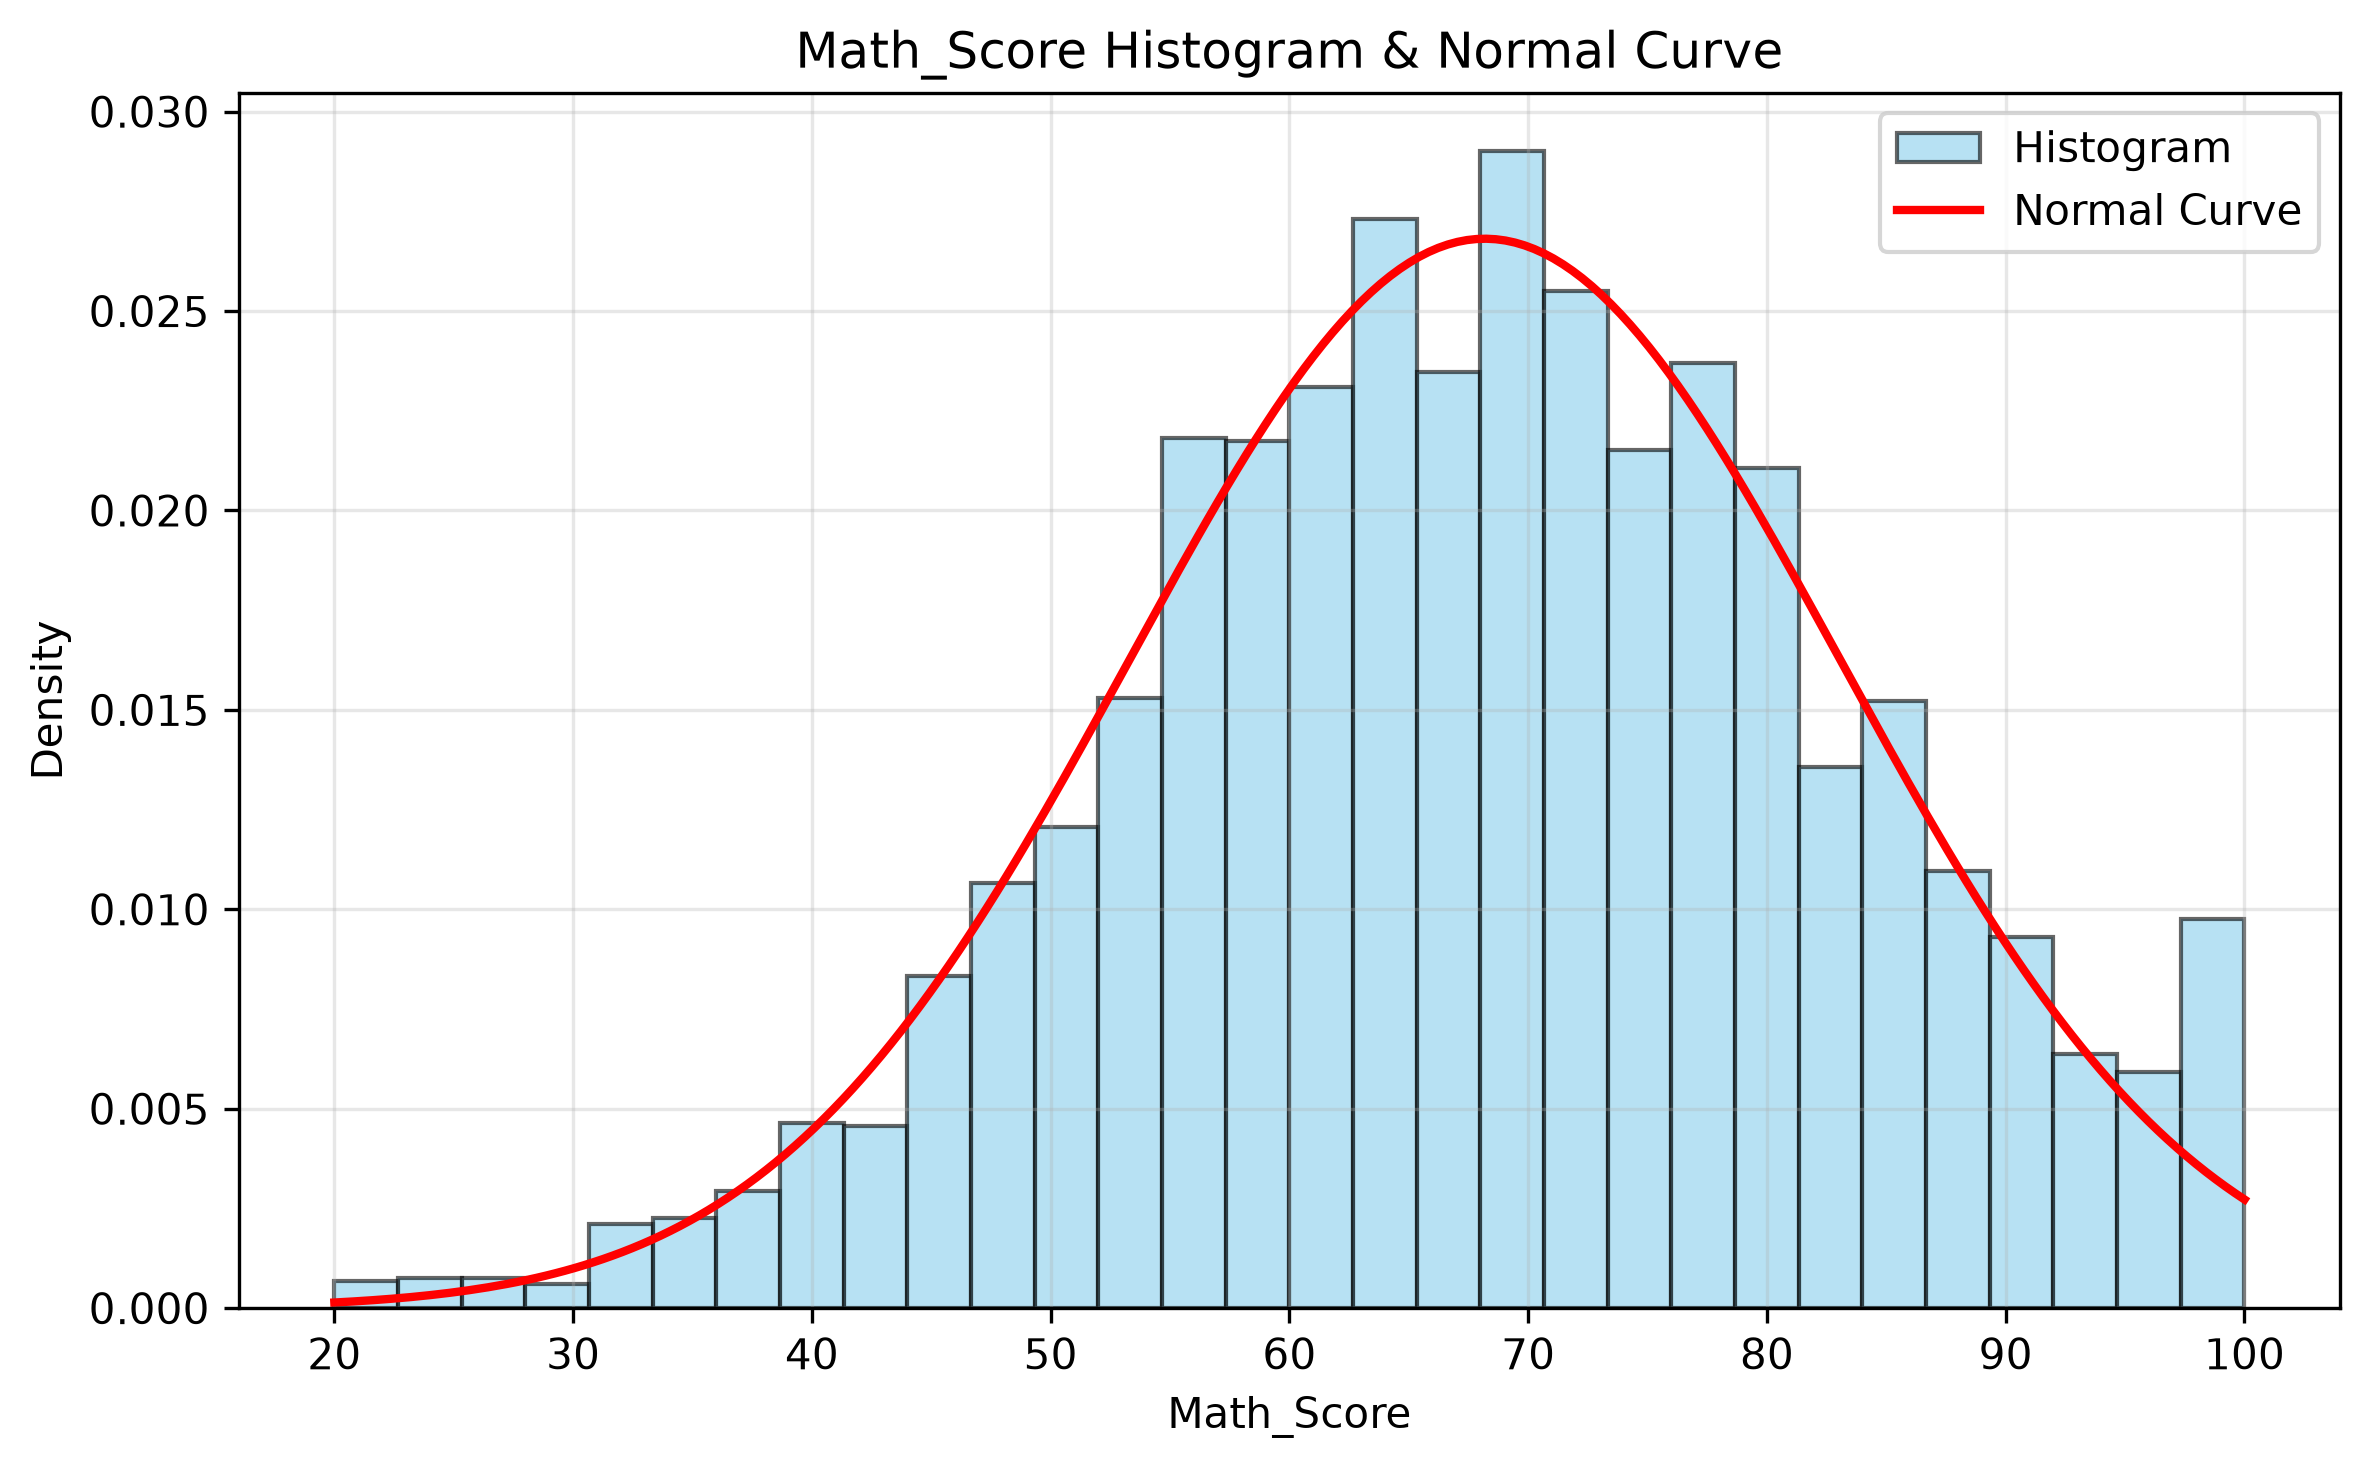 Math_Score Histogram & Normal Curve
Histogram
Normal Curve
0.030
0.025
0.020
0.015
0.010
0.005
0.000
Density
20 30 40 50 60 70 80 90 100
Math_Score